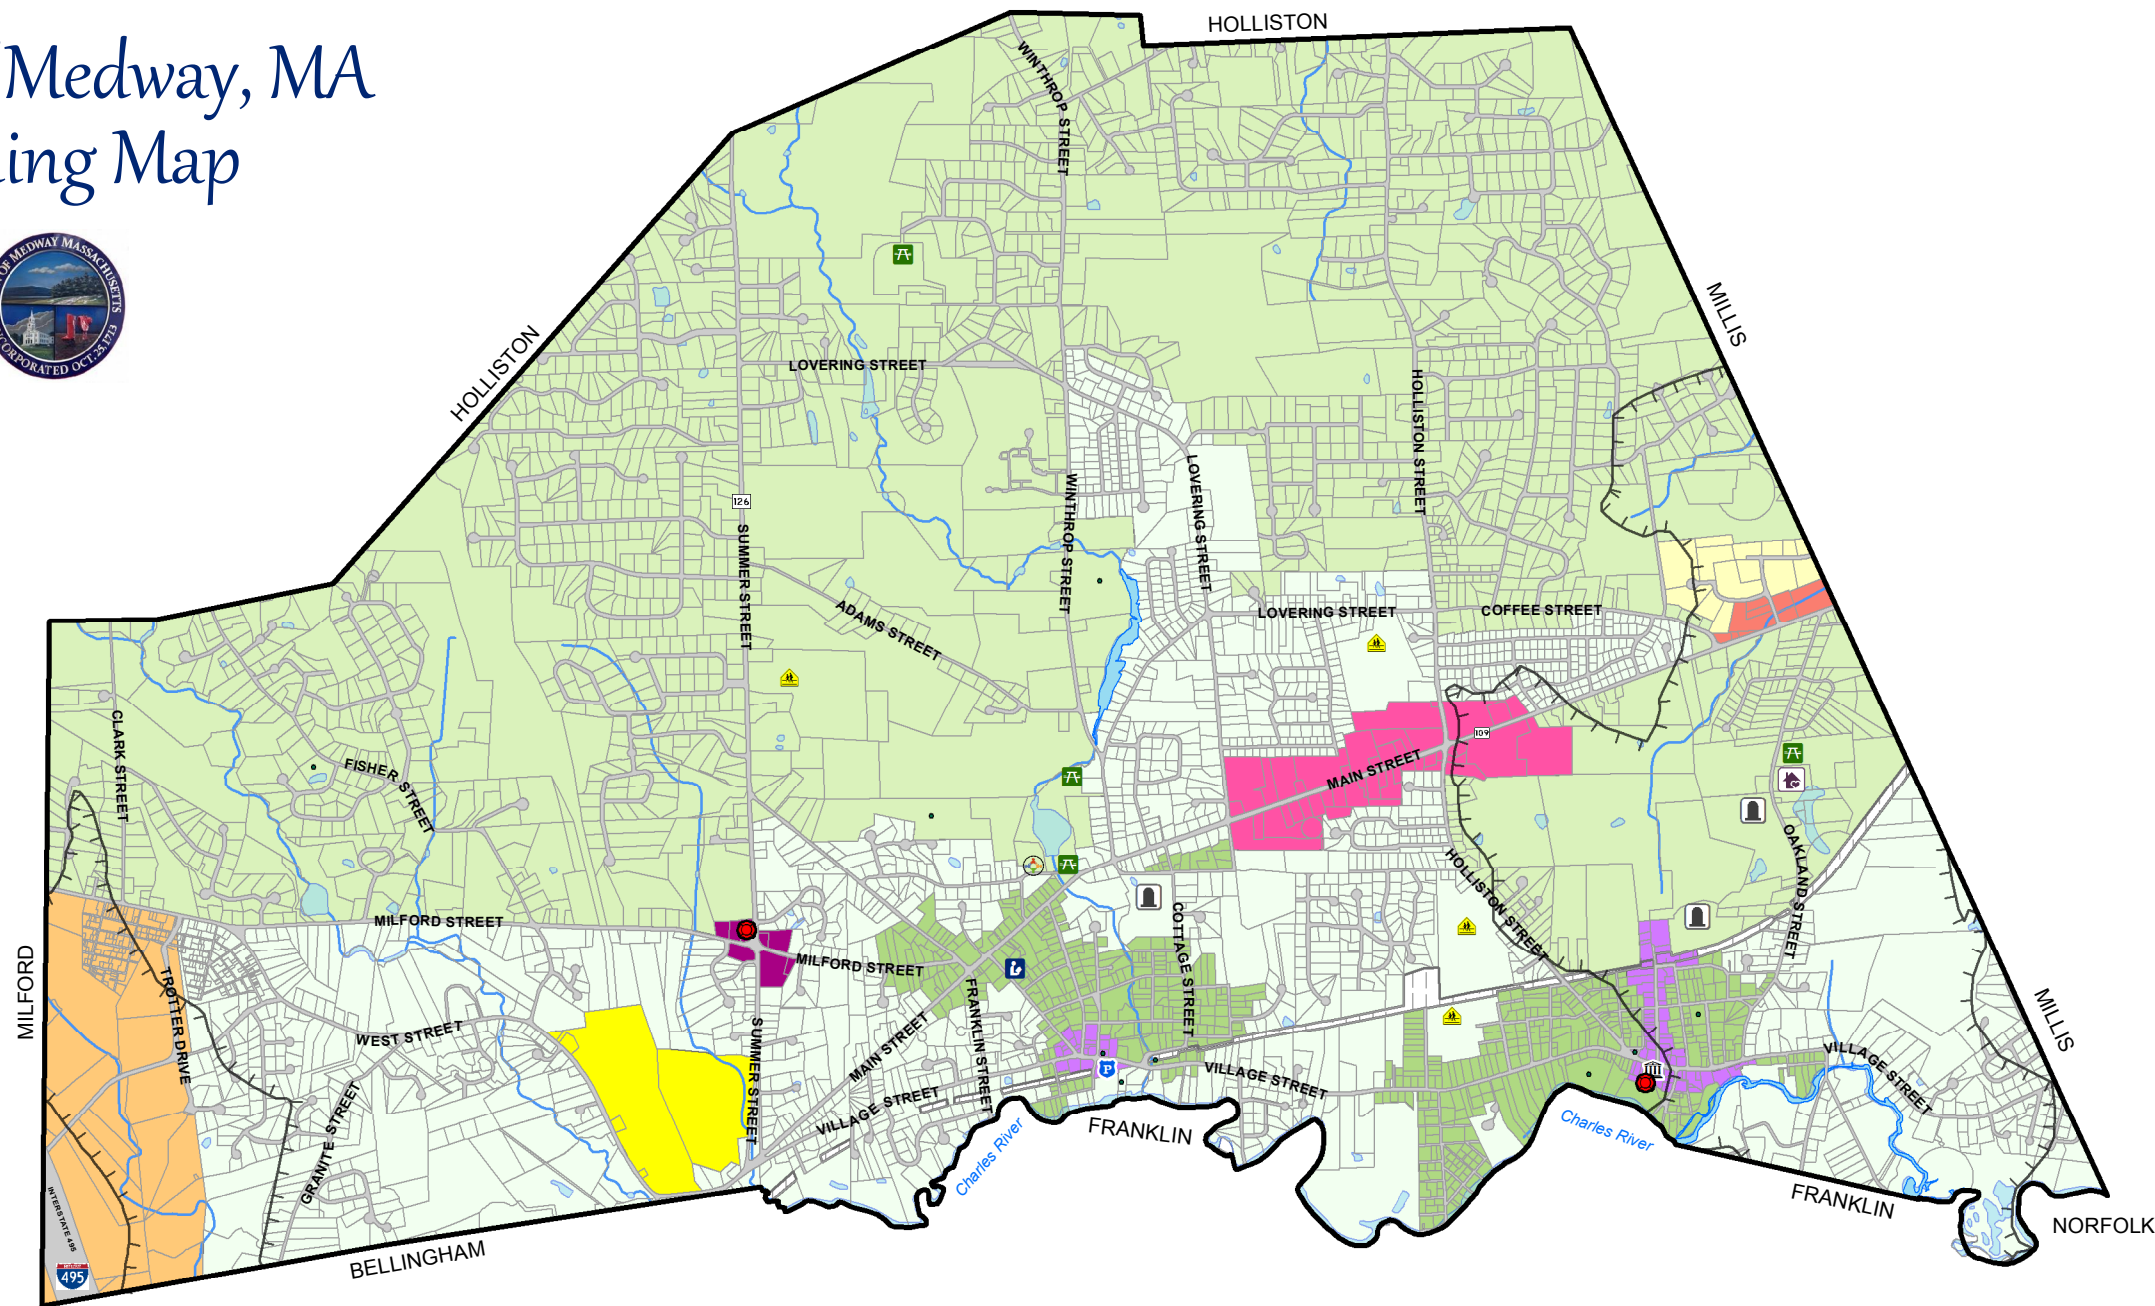 Medway, MA
ing Map
OF MEDWAY MASSACHUSETTS
INCORPORATED OCT. 25, 1713
HOLLISTON
WINTHROP STREET
MILLIS
HOLLISTON
LOVERING STREET
HOLLISTON STREET
LOVERING STREET
WINTHROP STREET
126
SUMMER STREET
ADAMS STREET
LOVERING STREET
COFFEE STREET
CLARK STREET
FISHER STREET
109
MAIN STREET
OAKLAND STREET
HOLLISTON STREET
MILFORD STREET
MILFORD STREET
COTTAGE STREET
MILFORD
TROTTER DRIVE
WEST STREET
FRANKLIN STREET
MAIN STREET
SUMMER STREET
MILLIS
P
VILLAGE STREET
VILLAGE STREET
VILLAGE STREET
GRANITE STREET
Charles River
FRANKLIN
Charles River
INTERSTATE 495
495
FRANKLIN
NORFOLK
BELLINGHAM